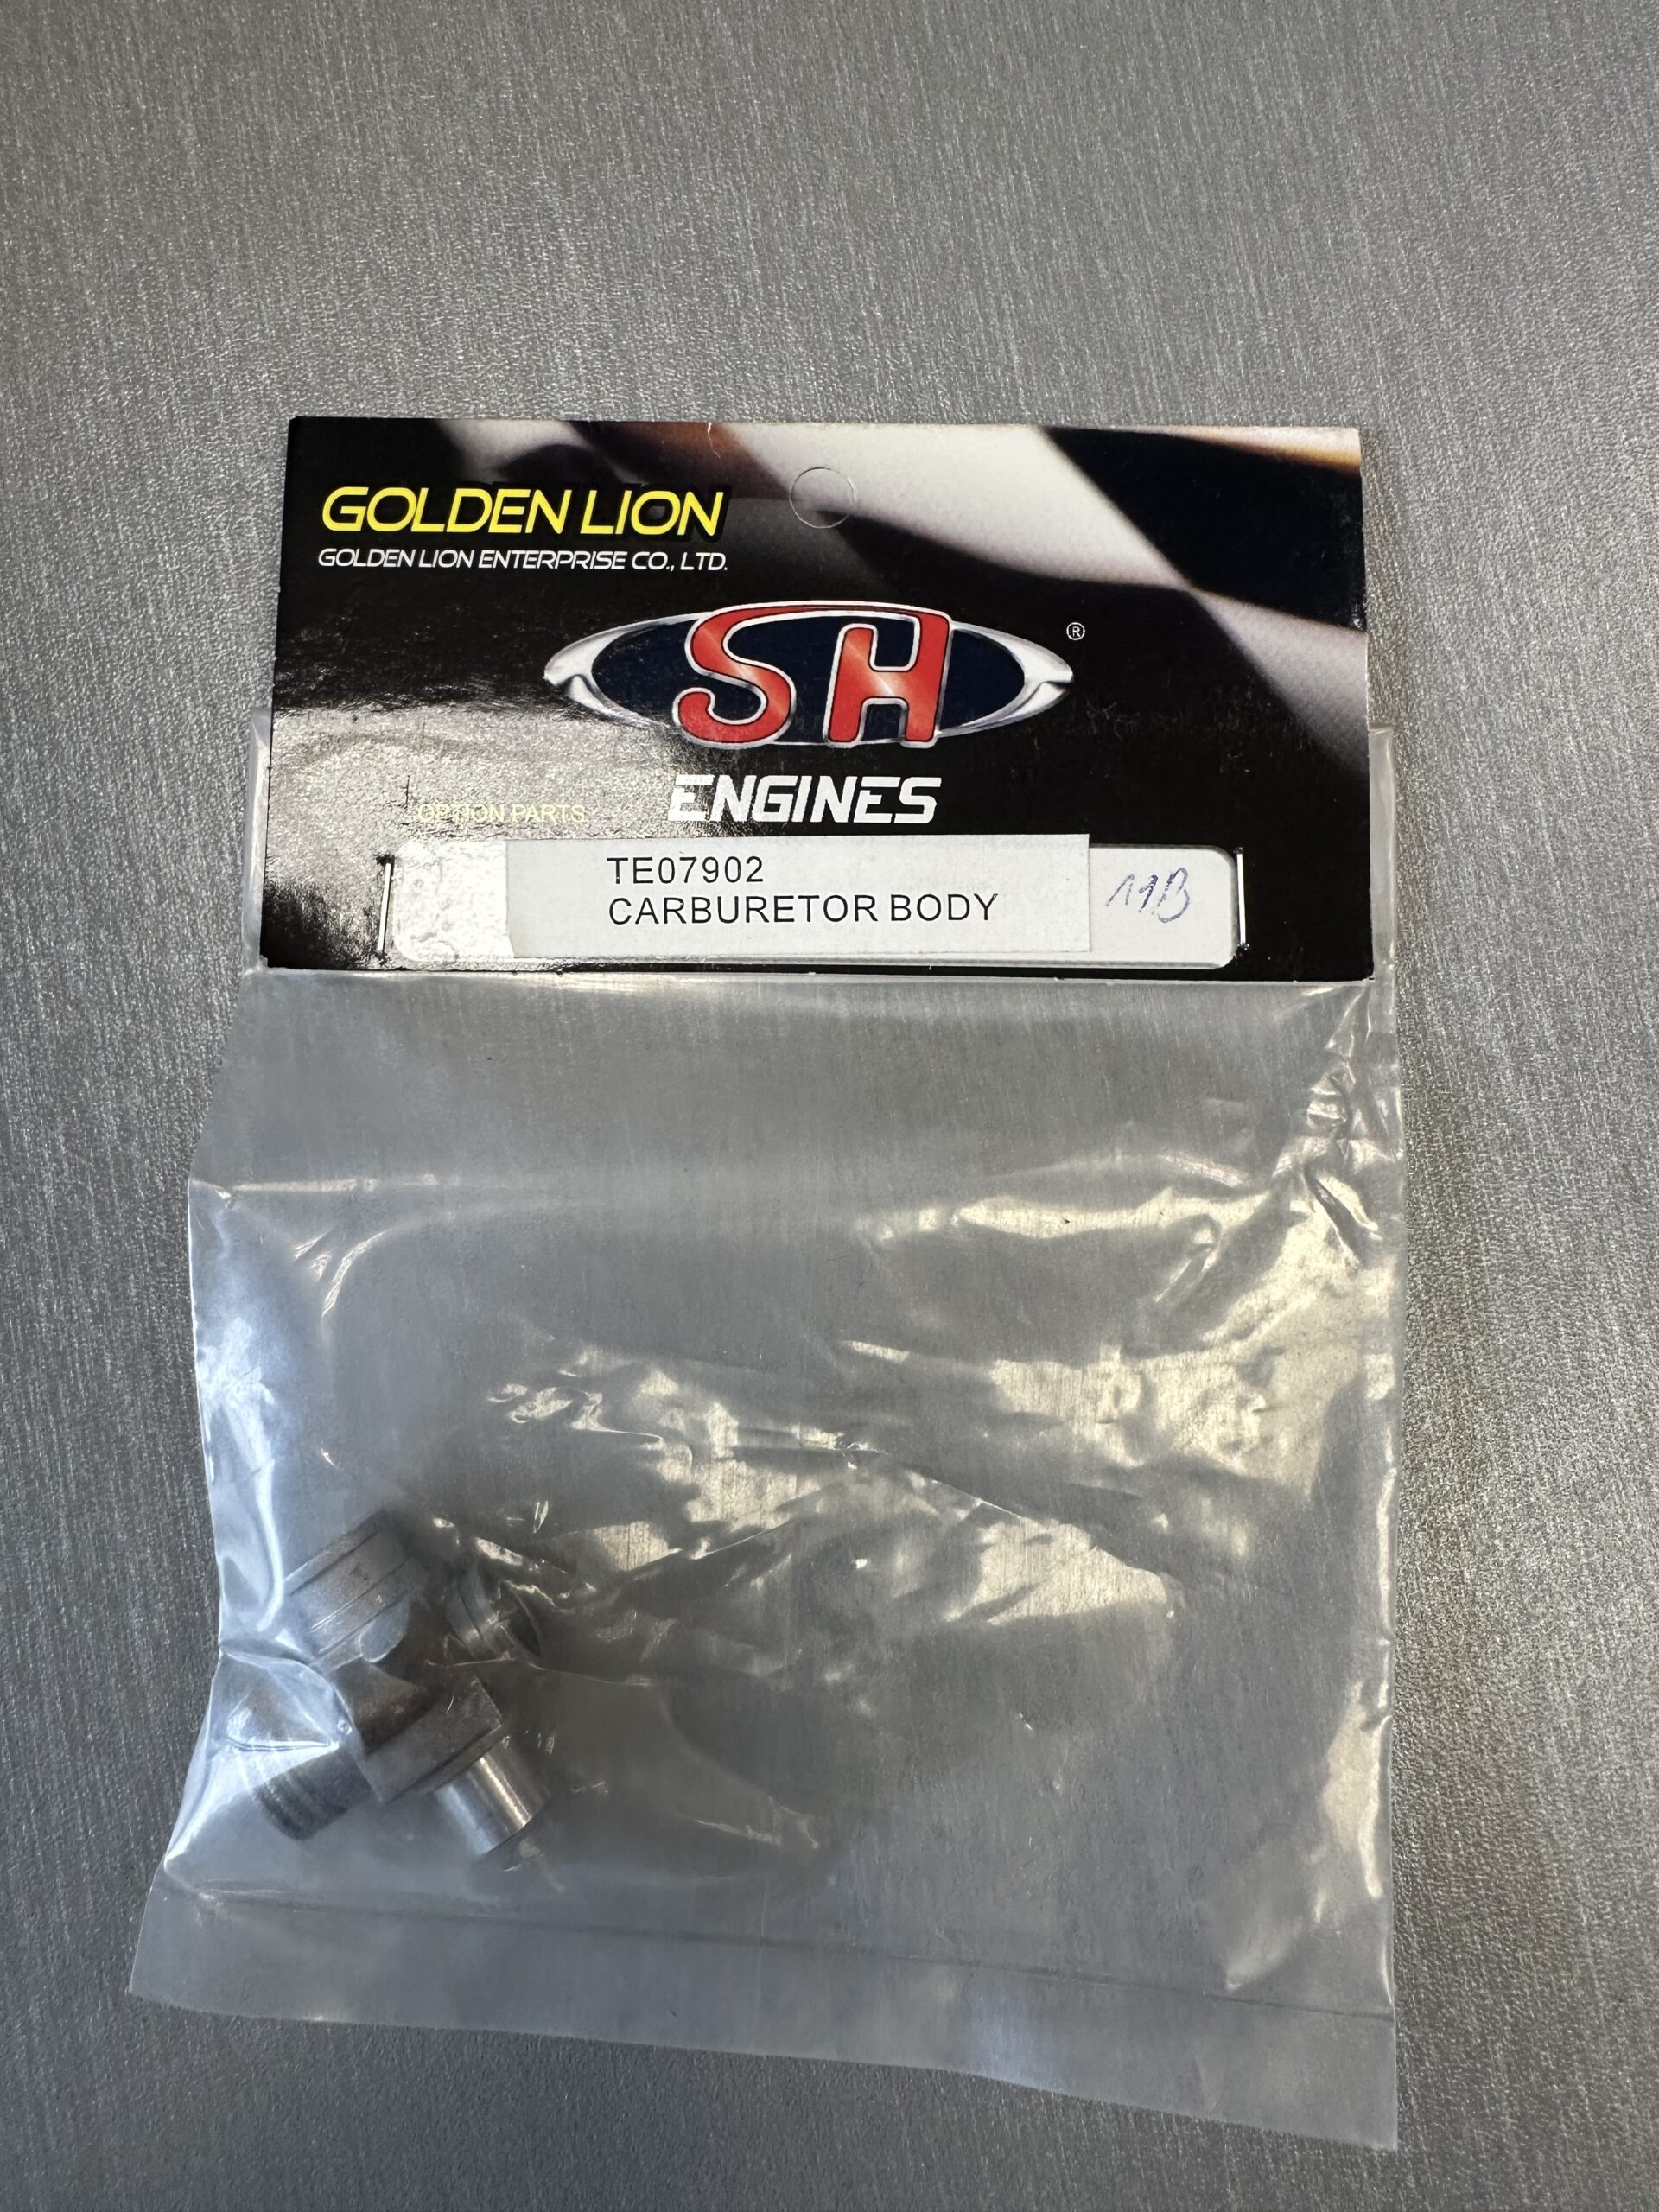 GOLDEN LION
GOLDEN LION ENTERPRISE CO., LTD.
SH ®
ENGINES
OPTION PARTS
TE07902
CARBURETOR BODY
11B